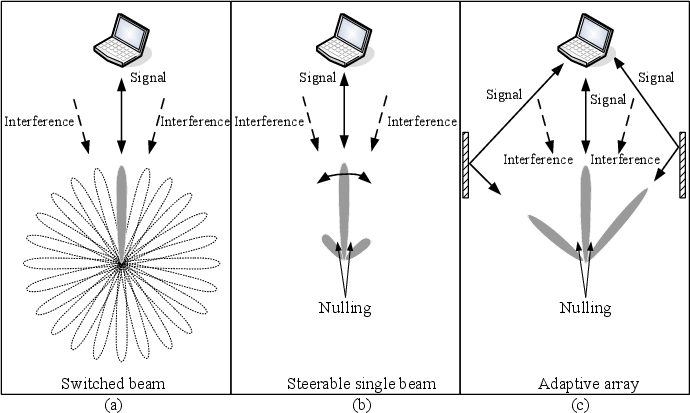 Signal
Interference
Interference
Switched beam
(a)
Signal
Interference
Interference
Nulling
Steerable single beam
(b)
Signal
Signal
Signal
Interference
Interference
Nulling
Adaptive array
(c)